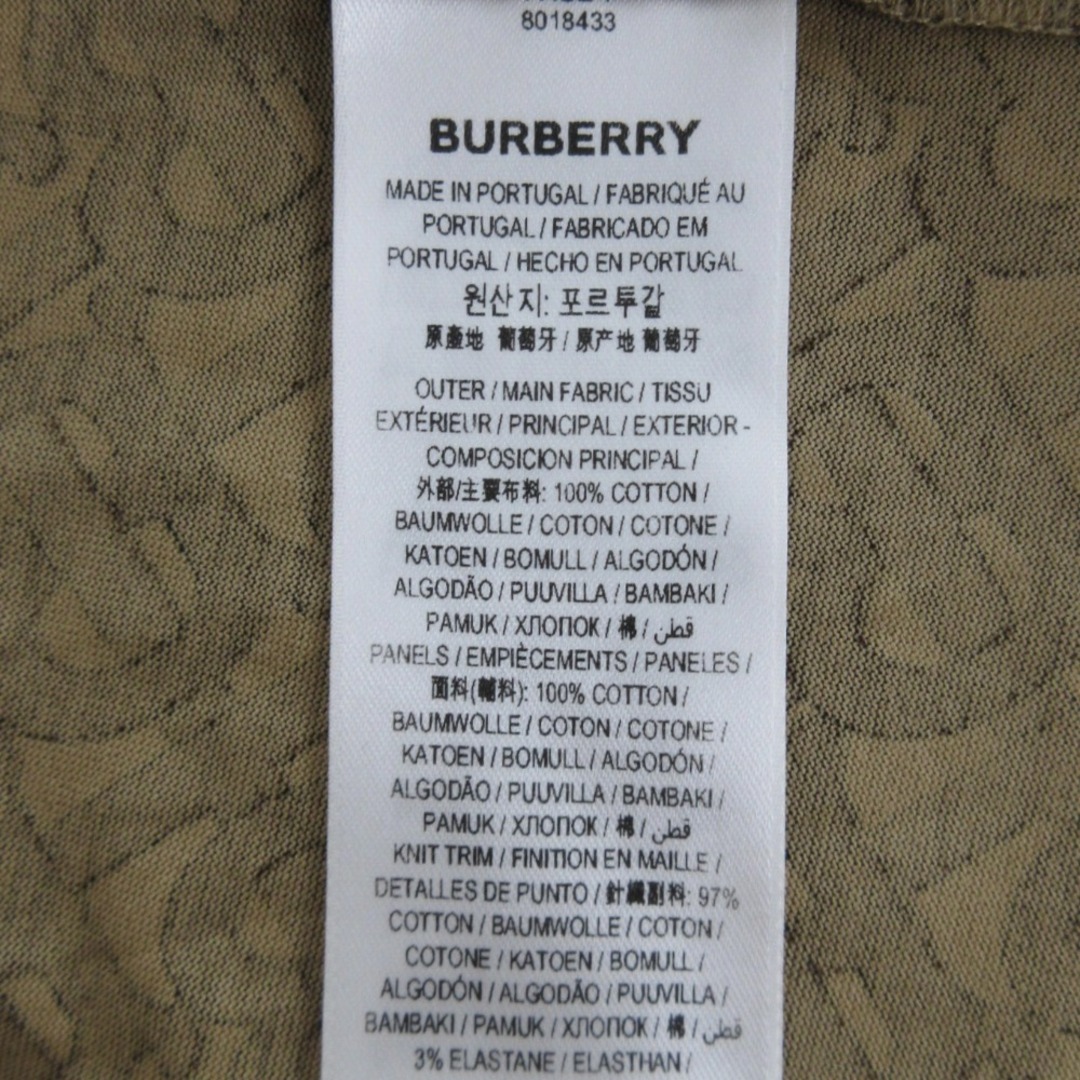 8018433
BURBERRY
MADE IN PORTUGAL / FABRIQUÉ AU
PORTUGAL / FABRICADO EM
PORTUGAL / HECHO EN PORTUGAL
원산지: 포르투갈
原產地 葡萄牙 / 原产地 葡萄牙
OUTER / MAIN FABRIC / TISSU
EXTÉRIEUR / PRINCIPAL / EXTERIOR -
COMPOSICION PRINCIPAL /
外部/主要布料: 100% COTTON /
BAUMWOLLE / COTON / COTONE /
KATOEN / BOMULL / ALGODÓN /
ALGODÃO / PUUVILLA / BAMBAKI /
PAMUK / ХЛОПОК / 棉 / قطن
PANELS / EMPIÈCEMENTS / PANELES /
面料(輔料): 100% COTTON /
BAUMWOLLE / COTON / COTONE /
KATOEN / BOMULL / ALGODÓN /
ALGODÃO / PUUVILLA / BAMBAKI /
PAMUK / ХЛОПОК / 棉 / قطن
KNIT TRIM / FINITION EN MAILLE /
DETALLES DE PUNTO / 針織副料: 97%
COTTON / BAUMWOLLE / COTON /
COTONE / KATOEN / BOMULL /
ALGODÓN / ALGODÃO / PUUVILLA /
BAMBAKI / PAMUK / ХЛОПОК / 棉 / قطن
3% ELASTANE / ELASTHAN /